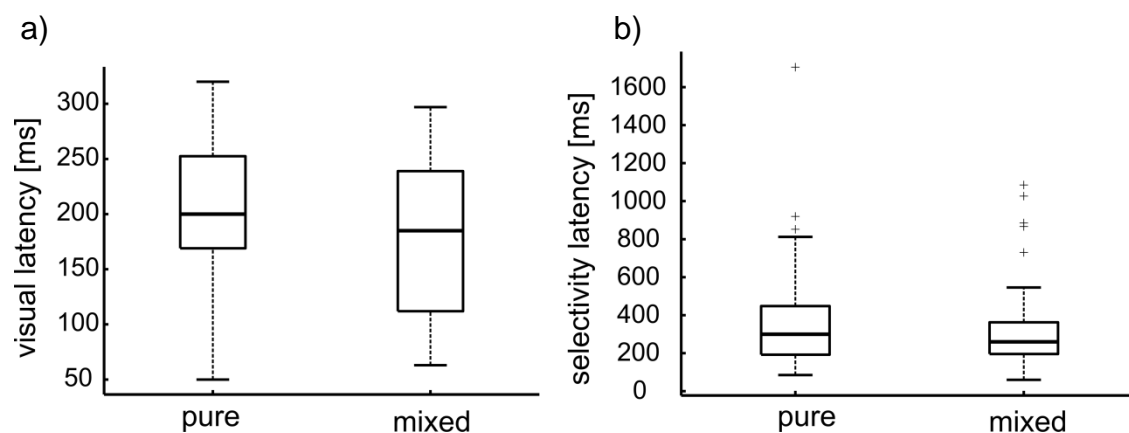 a)
visual latency [ms]
300
250
200
150
100
50
pure
mixed
b)
selectivity latency [ms]
1600
1400
1200
1000
800
600
400
200
0
pure
mixed